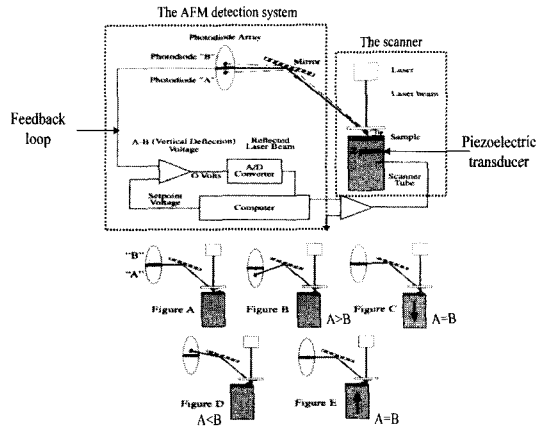 The AFM detection system
Photodiode Array
Photodiode "B"
Mirror
Photodiode "A"
The scanner
Laser
Laser beam
Sample
Feedback
loop
Piezoelectric
transducer
Scanner
Tube
A-B (Vertical Deflection)
Voltage
Reflected
Laser Beam
O Volts
A/D
Converter
Setpoint
Voltage
Computer
"B"
"A"
Figure A
Figure B
A>B
Figure C
A=B
Figure D
A<B
Figure E
A=B